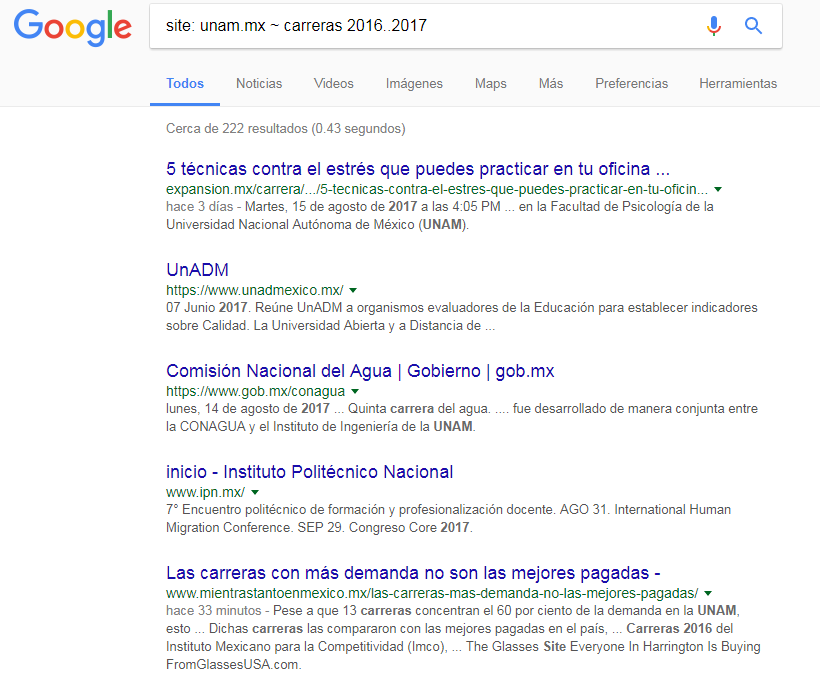 Google
site: unam.mx ~ carreras 2016..2017
Todos Noticias Videos Imágenes Maps Más Preferencias Herramientas
Cerca de 222 resultados (0.43 segundos)
5 técnicas contra el estrés que puedes practicar en tu oficina ...
expansion.mx/carrera/.../5-tecnicas-contra-el-estres-que-puedes-practicar-en-tu-oficin...
hace 3 días - Martes, 15 de agosto de 2017 a las 4:05 PM ... en la Facultad de Psicología de la
Universidad Nacional Autónoma de México (UNAM).
UnADM
https://www.unadmexico.mx/
07 Junio 2017. Reúne UnADM a organismos evaluadores de la Educación para establecer indicadores
sobre Calidad. La Universidad Abierta y a Distancia de ...
Comisión Nacional del Agua | Gobierno | gob.mx
https://www.gob.mx/conagua
lunes, 14 de agosto de 2017 ... Quinta carrera del agua. .... fue desarrollado de manera conjunta entre
la CONAGUA y el Instituto de Ingeniería de la UNAM.
inicio - Instituto Politécnico Nacional
www.ipn.mx/
7° Encuentro politécnico de formación y profesionalización docente. AGO 31. International Human
Migration Conference. SEP 29. Congreso Core 2017.
Las carreras con más demanda no son las mejores pagadas -
www.mientrastantoenmexico.mx/las-carreras-mas-demanda-no-las-mejores-pagadas/
hace 33 minutos - Pese a que 13 carreras concentran el 60 por ciento de la demanda en la UNAM,
esto ... Dichas carreras las compararon con las mejores pagadas en el país, ... Carreras 2016 del
Instituto Mexicano para la Competitividad (Imco), ... The Glasses Site Everyone In Harrington Is Buying
FromGlassesUSA.com.